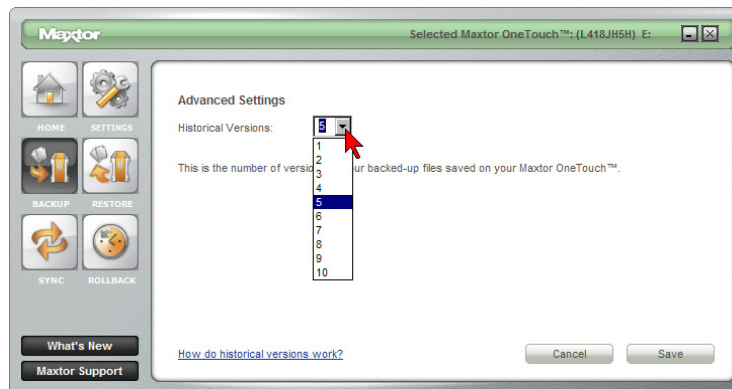 Maxtor
Selected Maxtor OneTouch™: (L418JH5H) E:
HOME SETTINGS
BACKUP RESTORE
SYNC ROLLBACK
What's New
Maxtor Support
Advanced Settings
Historical Versions: 5
1
2
3
4
5
6
7
8
9
10
This is the number of versio ur backed-up files saved on your Maxtor OneTouch™.
How do historical versions work?
Cancel Save